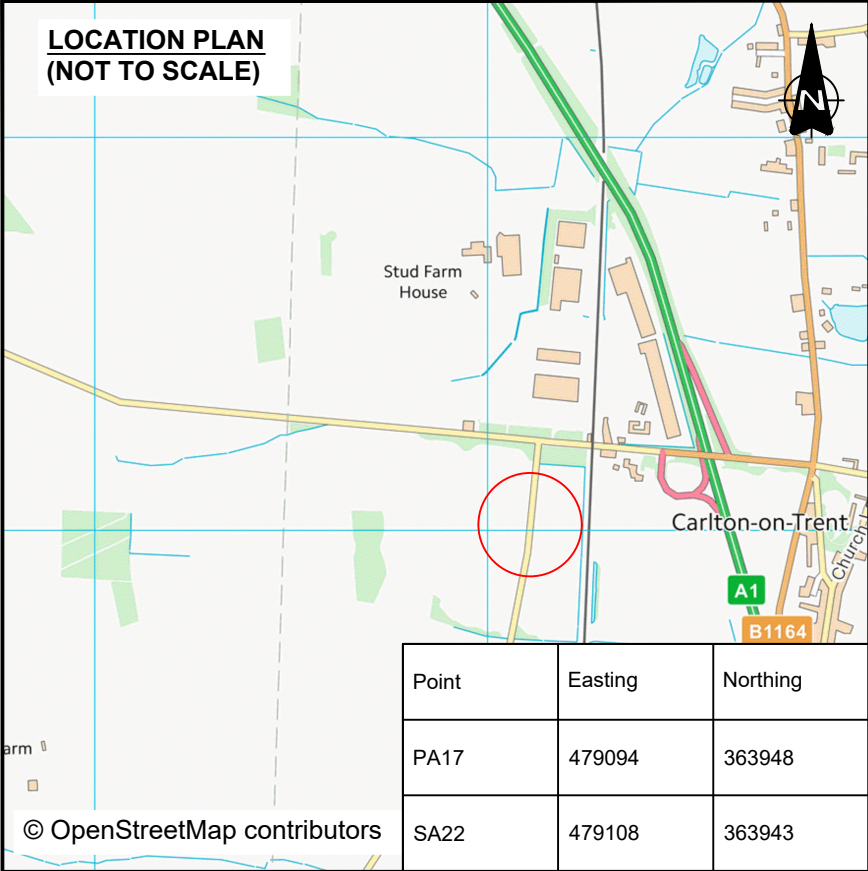 LOCATION PLAN
(NOT TO SCALE)
N
Stud Farm
House
Carlton-on-Trent
Church
A1
B1164
Point Easting Northing
PA17 479094 363948
SA22 479108 363943
arm
© OpenStreetMap contributors